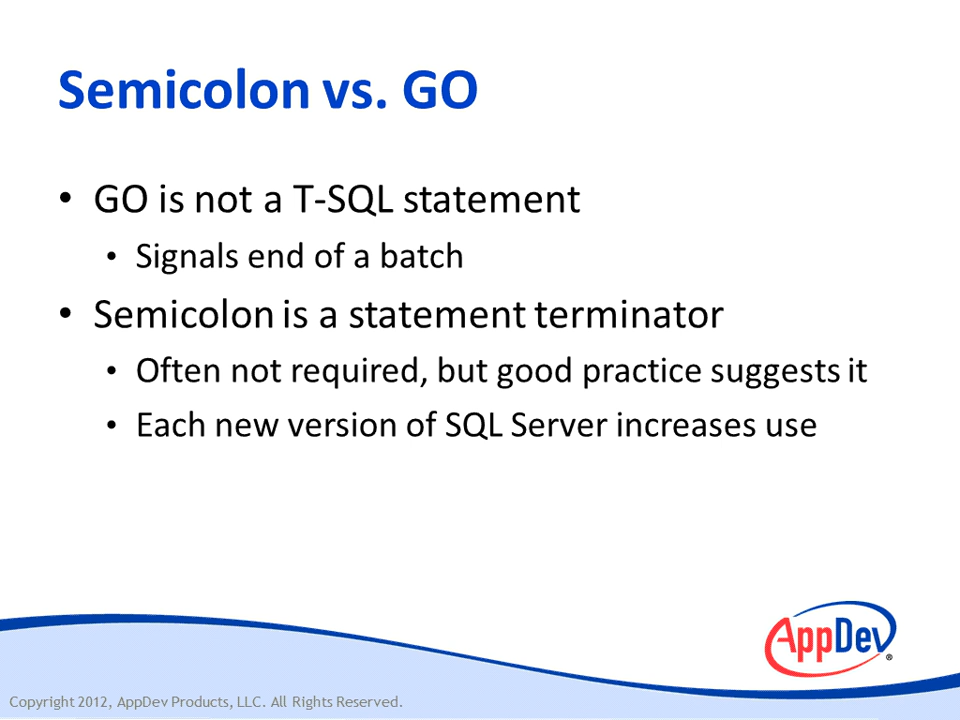 Semicolon vs. GO
• GO is not a T-SQL statement
• Signals end of a batch
• Semicolon is a statement terminator
• Often not required, but good practice suggests it
• Each new version of SQL Server increases use
AppDev®
Copyright 2012, AppDev Products, LLC. All Rights Reserved.